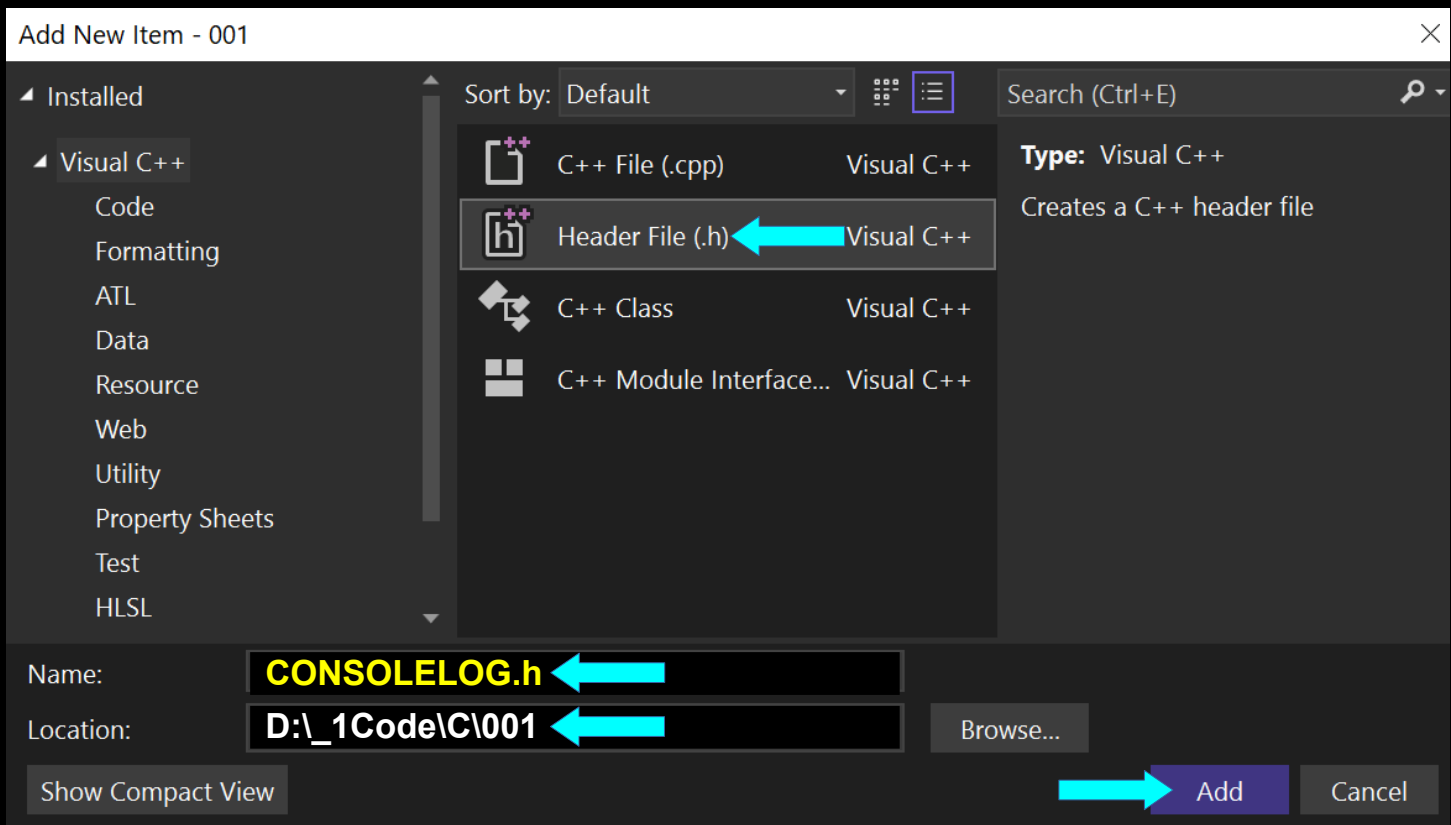 Add New Item - 001
Installed
Visual C++
Code
Formatting
ATL
Data
Resource
Web
Utility
Property Sheets
Test
HLSL
Sort by: Default
C++ File (.cpp) Visual C++
Header File (.h) Visual C++
C++ Class Visual C++
C++ Module Interface... Visual C++
Search (Ctrl+E)
Type: Visual C++
Creates a C++ header file
Name: CONSOLELOG.h
Location: D:\_1Code\C\001
Browse...
Show Compact View
Add
Cancel